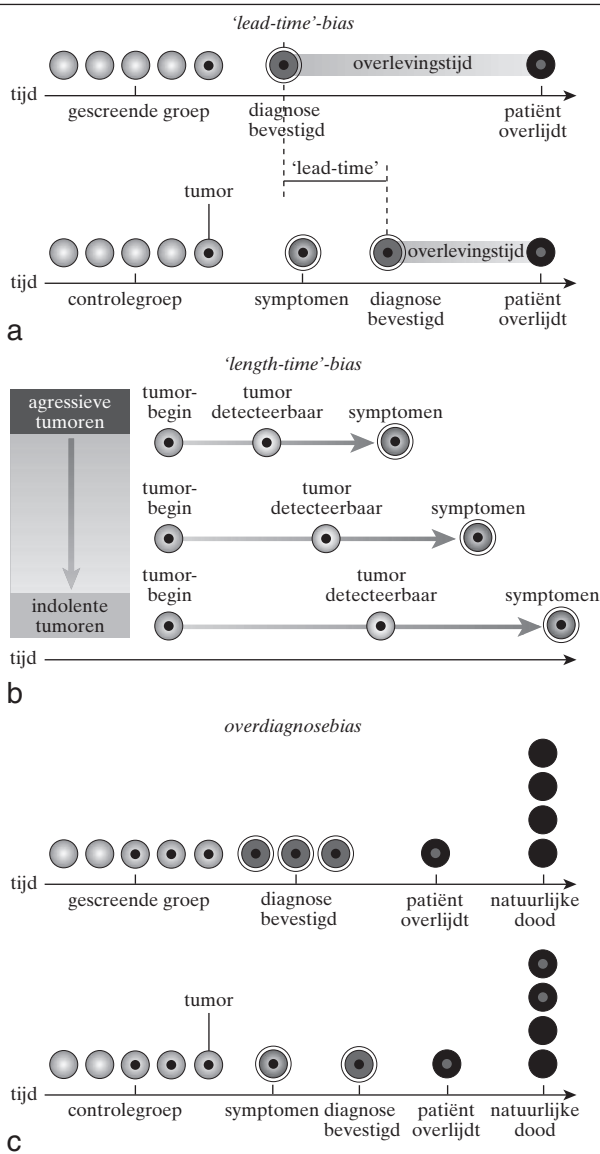 'lead-time'-bias
overlevingstijd
tijd
gescreende groep
diagnose
bevestigd
patiënt
overlijdt
'lead-time'
tumor
overlevingstijd
tijd
controlegroep
symptomen
diagnose
bevestigd
patiënt
overlijdt
a
'length-time'-bias
agressieve
tumoren
tumor-
begin
tumor
detecteerbaar
symptomen
tumor-
begin
tumor
detecteerbaar
symptomen
indolente
tumoren
tumor-
begin
tumor
detecteerbaar
symptomen
tijd
b
overdiagnosebias
tijd
gescreende groep
diagnose
bevestigd
patiënt
overlijdt
natuurlijke
dood
tumor
tijd
controlegroep
symptomen
diagnose
bevestigd
patiënt
overlijdt
natuurlijke
dood
c